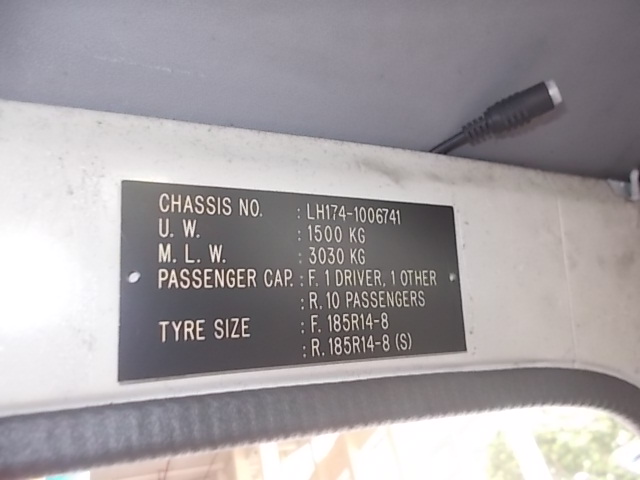 CHASSIS NO. : LH174-1006741
U. W. : 1500 KG
M. L. W. : 3030 KG
PASSENGER CAP. : F. 1 DRIVER, 1 OTHER
: R. 10 PASSENGERS
TYRE SIZE : F. 185R14-8
: R. 185R14-8 (S)